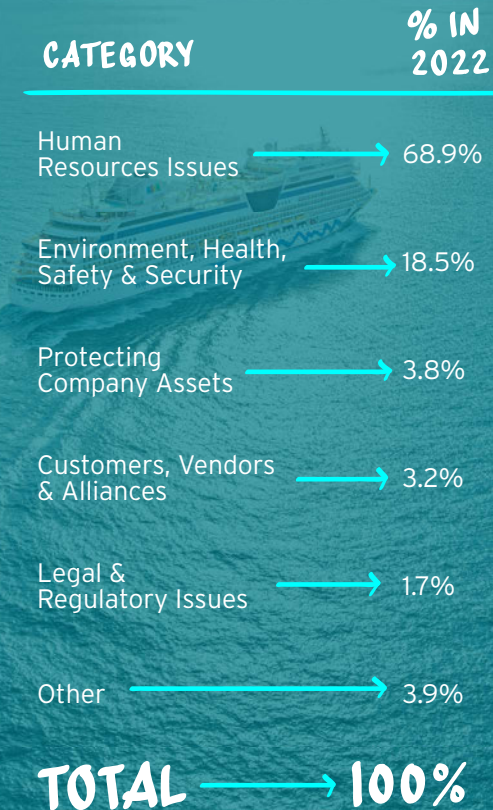 CATEGORY
% IN
2022
Human
Resources Issues
68.9%
Environment, Health,
Safety & Security
18.5%
Protecting
Company Assets
3.8%
Customers, Vendors
& Alliances
3.2%
Legal &
Regulatory Issues
1.7%
Other
3.9%
TOTAL
100%